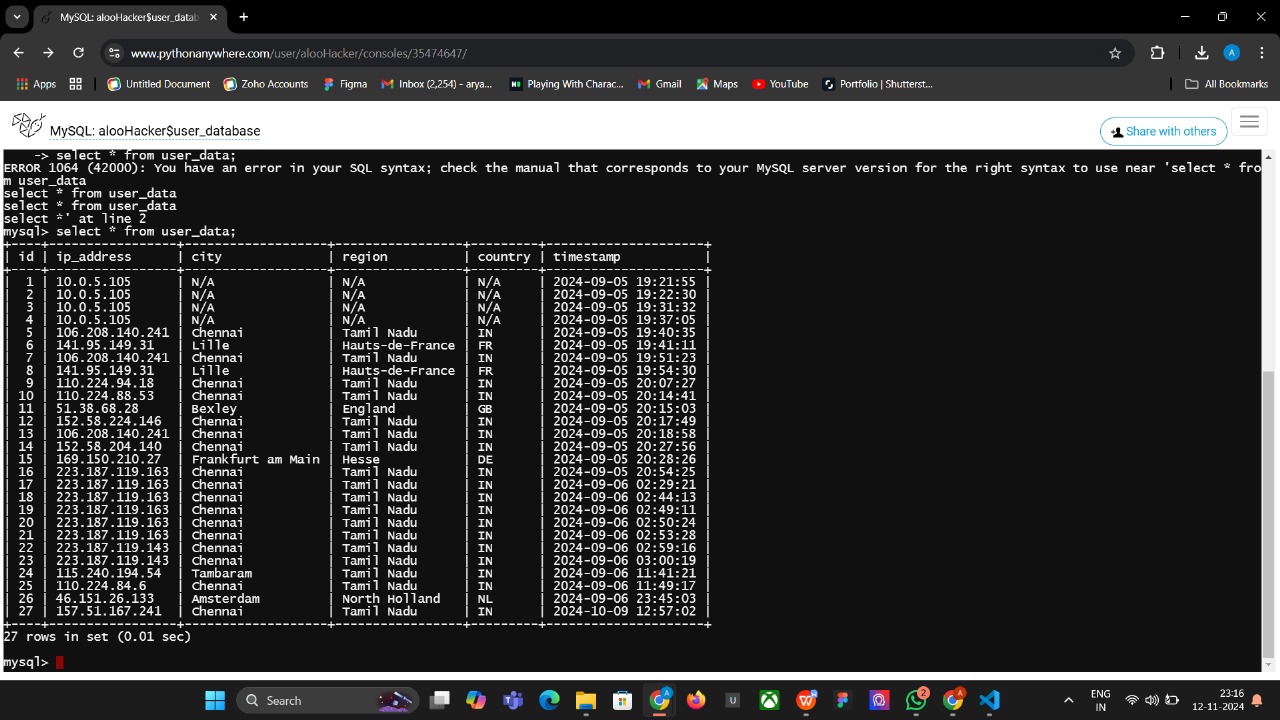 MySQL: alooHacker$user_datab
www.pythonanywhere.com/user/alooHacker/consoles/35474647/
A
Apps
Untitled Document
Zoho Accounts
Figma
Inbox (2,254) - arya...
Playing With Charac...
Gmail
Maps
YouTube
Portfolio | Shutterst...
All Bookmarks
MySQL: alooHacker$user_database
Share with others
-> select * from user_data;
ERROR 1064 (42000): You have an error in your SQL syntax; check the manual that corresponds to your MySQL server version for the right syntax to use near 'select * fro
m user_data
select * from user_data
select * from user_data
select *' at line 2
mysql> select * from user_data;
+----+-----------------+-------------------+-----------------+---------+---------------------+
| id | ip_address | city | region | country | timestamp |
+----+-----------------+-------------------+-----------------+---------+---------------------+
| 1 | 10.0.5.105 | N/A | N/A | N/A | 2024-09-05 19:21:55 |
| 2 | 10.0.5.105 | N/A | N/A | N/A | 2024-09-05 19:22:30 |
| 3 | 10.0.5.105 | N/A | N/A | N/A | 2024-09-05 19:31:32 |
| 4 | 10.0.5.105 | N/A | N/A | N/A | 2024-09-05 19:37:05 |
| 5 | 106.208.140.241 | Chennai | Tamil Nadu | IN | 2024-09-05 19:40:35 |
| 6 | 141.95.149.31 | Lille | Hauts-de-France | FR | 2024-09-05 19:41:11 |
| 7 | 106.208.140.241 | Chennai | Tamil Nadu | IN | 2024-09-05 19:51:23 |
| 8 | 141.95.149.31 | Lille | Hauts-de-France | FR | 2024-09-05 19:54:30 |
| 9 | 110.224.94.18 | Chennai | Tamil Nadu | IN | 2024-09-05 20:07:27 |
| 10 | 110.224.88.53 | Chennai | Tamil Nadu | IN | 2024-09-05 20:14:41 |
| 11 | 51.38.68.28 | Bexley | England | GB | 2024-09-05 20:15:03 |
| 12 | 152.58.224.146 | Chennai | Tamil Nadu | IN | 2024-09-05 20:17:49 |
| 13 | 106.208.140.241 | Chennai | Tamil Nadu | IN | 2024-09-05 20:18:58 |
| 14 | 152.58.204.140 | Chennai | Tamil Nadu | IN | 2024-09-05 20:27:56 |
| 15 | 169.150.210.27 | Frankfurt am Main | Hesse | DE | 2024-09-05 20:28:26 |
| 16 | 223.187.119.163 | Chennai | Tamil Nadu | IN | 2024-09-05 20:54:25 |
| 17 | 223.187.119.163 | Chennai | Tamil Nadu | IN | 2024-09-06 02:29:21 |
| 18 | 223.187.119.163 | Chennai | Tamil Nadu | IN | 2024-09-06 02:44:13 |
| 19 | 223.187.119.163 | Chennai | Tamil Nadu | IN | 2024-09-06 02:49:11 |
| 20 | 223.187.119.163 | Chennai | Tamil Nadu | IN | 2024-09-06 02:50:24 |
| 21 | 223.187.119.163 | Chennai | Tamil Nadu | IN | 2024-09-06 02:53:28 |
| 22 | 223.187.119.143 | Chennai | Tamil Nadu | IN | 2024-09-06 02:59:16 |
| 23 | 223.187.119.143 | Chennai | Tamil Nadu | IN | 2024-09-06 03:00:19 |
| 24 | 115.240.194.54 | Tambaram | Tamil Nadu | IN | 2024-09-06 11:41:21 |
| 25 | 110.224.84.6 | Chennai | Tamil Nadu | IN | 2024-09-06 11:49:17 |
| 26 | 46.151.26.133 | Amsterdam | North Holland | NL | 2024-09-06 23:45:03 |
| 27 | 157.51.167.241 | Chennai | Tamil Nadu | IN | 2024-10-09 12:57:02 |
+----+-----------------+-------------------+-----------------+---------+---------------------+
27 rows in set (0.01 sec)
mysql>
Search
2
ENG
IN
23:16
12-11-2024